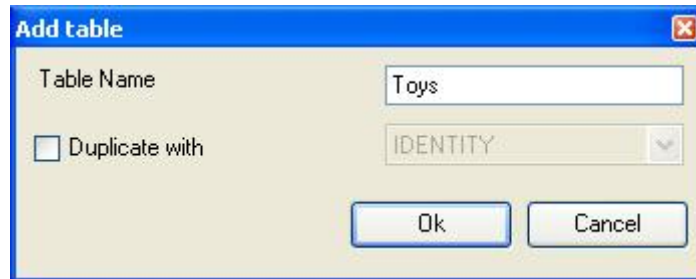 Add table
Table Name
Toys
Duplicate with
IDENTITY
Ok
Cancel